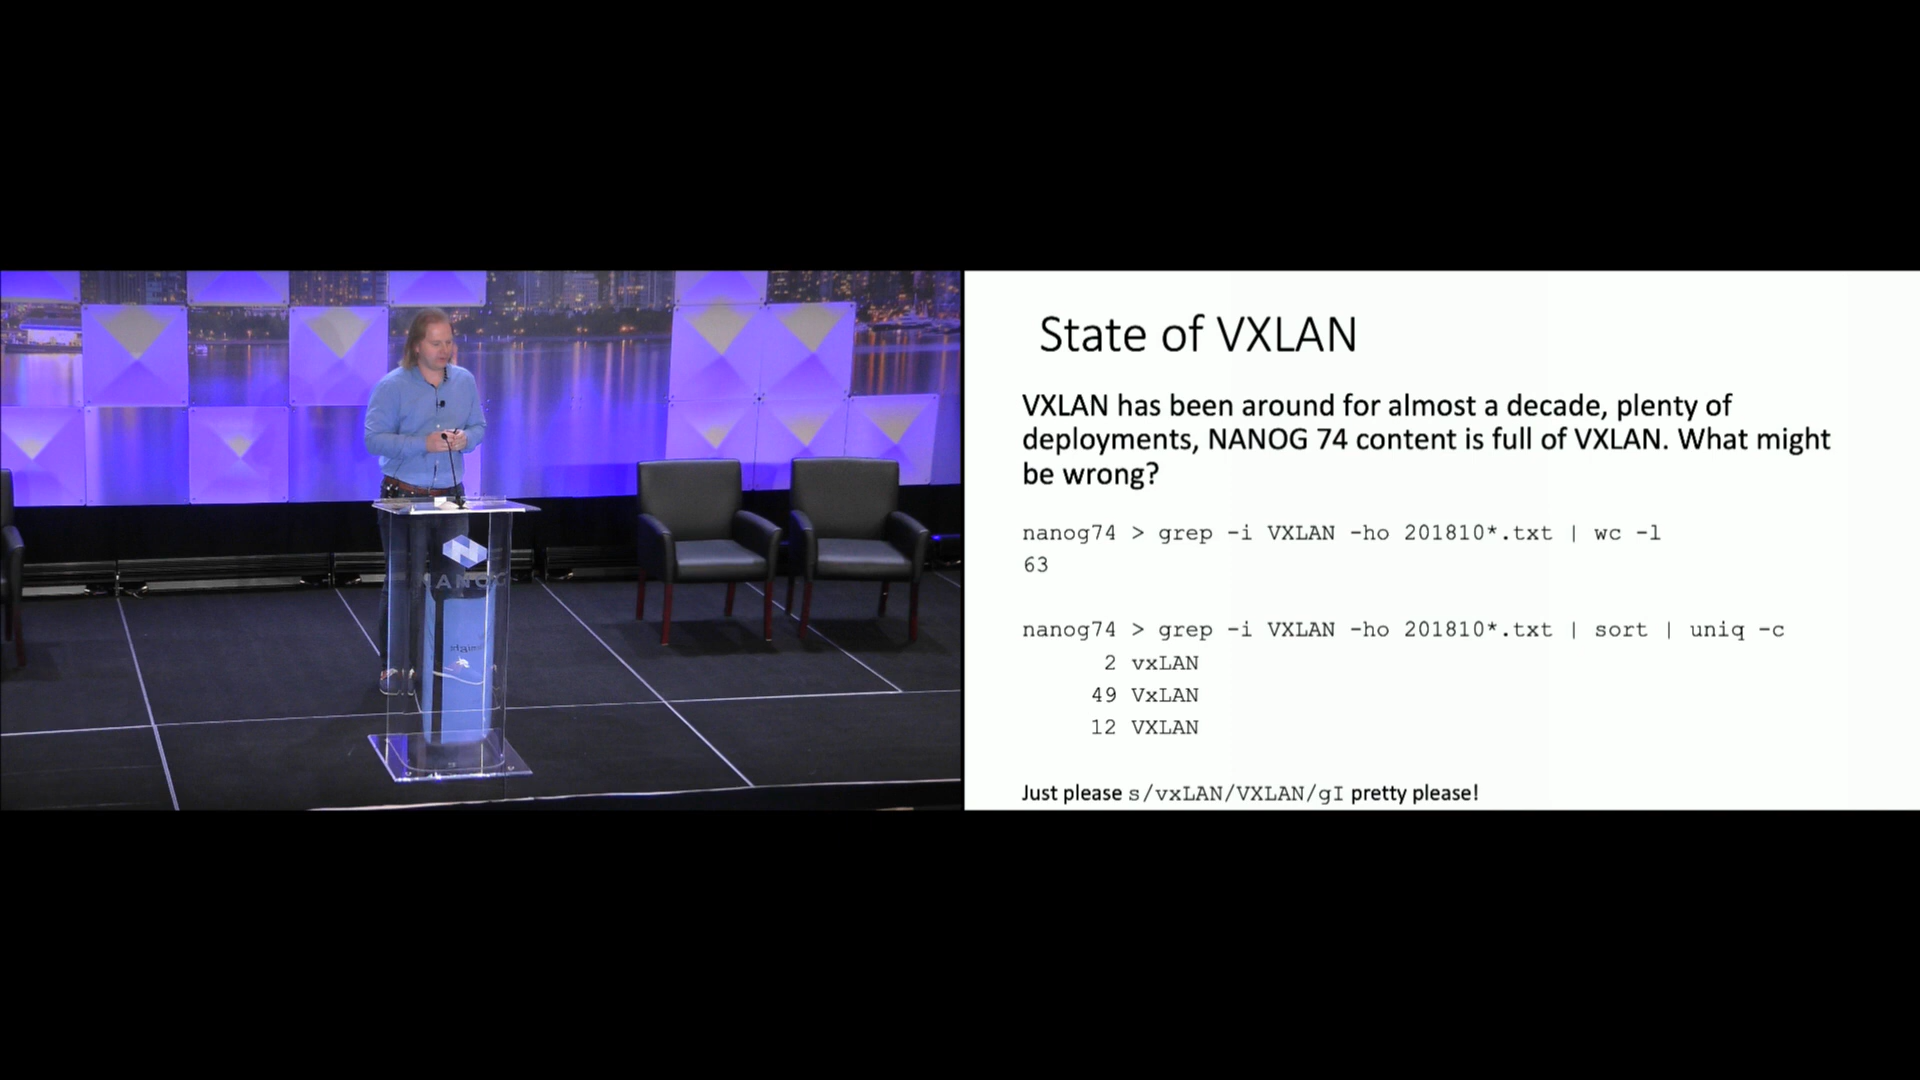 NANOG
State of VXLAN
VXLAN has been around for almost a decade, plenty of
deployments, NANOG 74 content is full of VXLAN. What might
be wrong?
nanog74 > grep -i VXLAN -ho 201810*.txt | wc -l
63
nanog74 > grep -i VXLAN -ho 201810*.txt | sort | uniq -c
2 vxLAN
49 VxLAN
12 VXLAN
Just please s/vxLAN/VXLAN/gI pretty please!